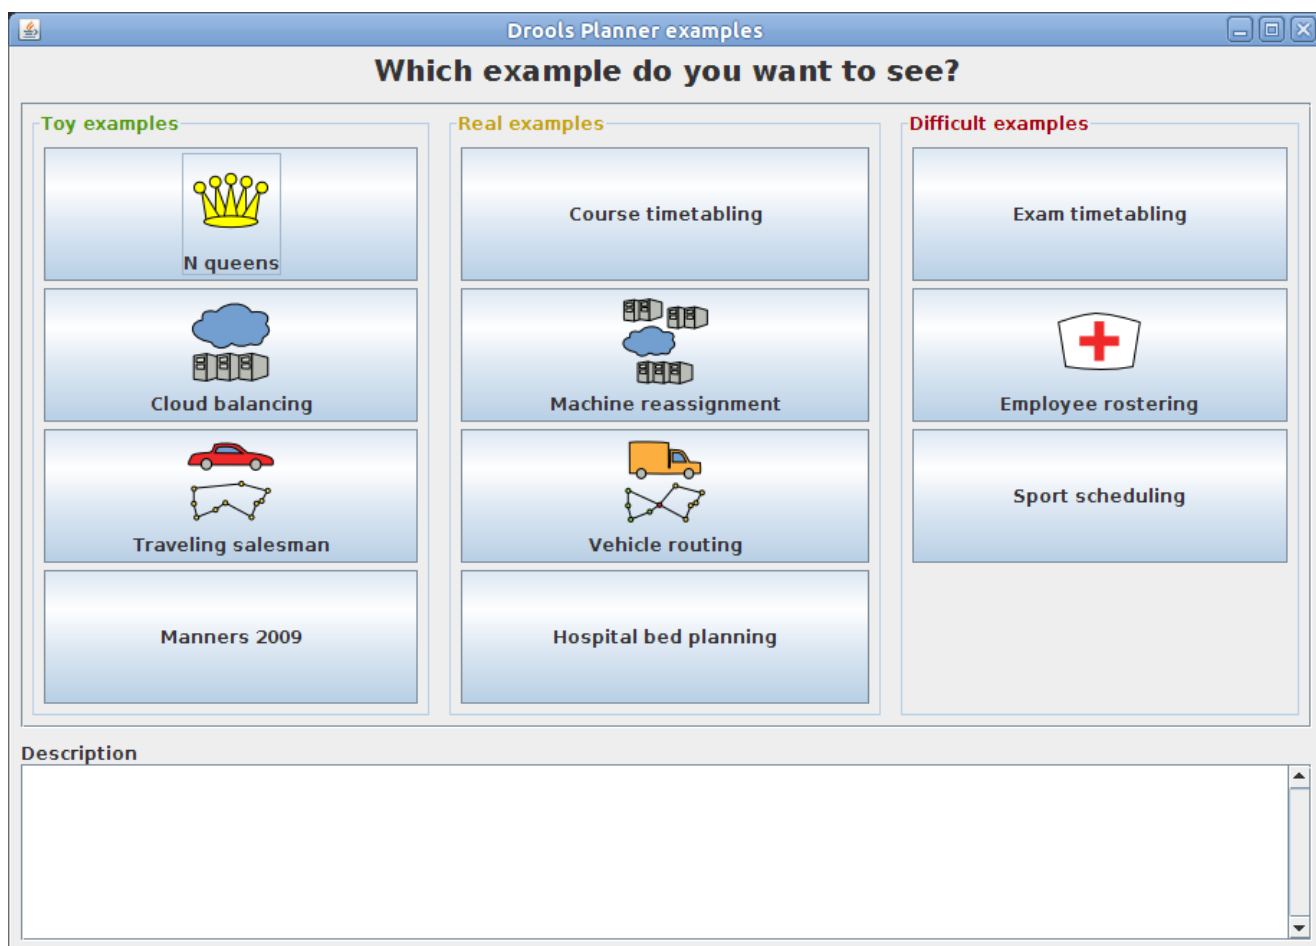 Drools Planner examples
Which example do you want to see?
Toy examples
N queens
Cloud balancing
Traveling salesman
Manners 2009
Real examples
Course timetabling
Machine reassignment
Vehicle routing
Hospital bed planning
Difficult examples
Exam timetabling
Employee rostering
Sport scheduling
Description